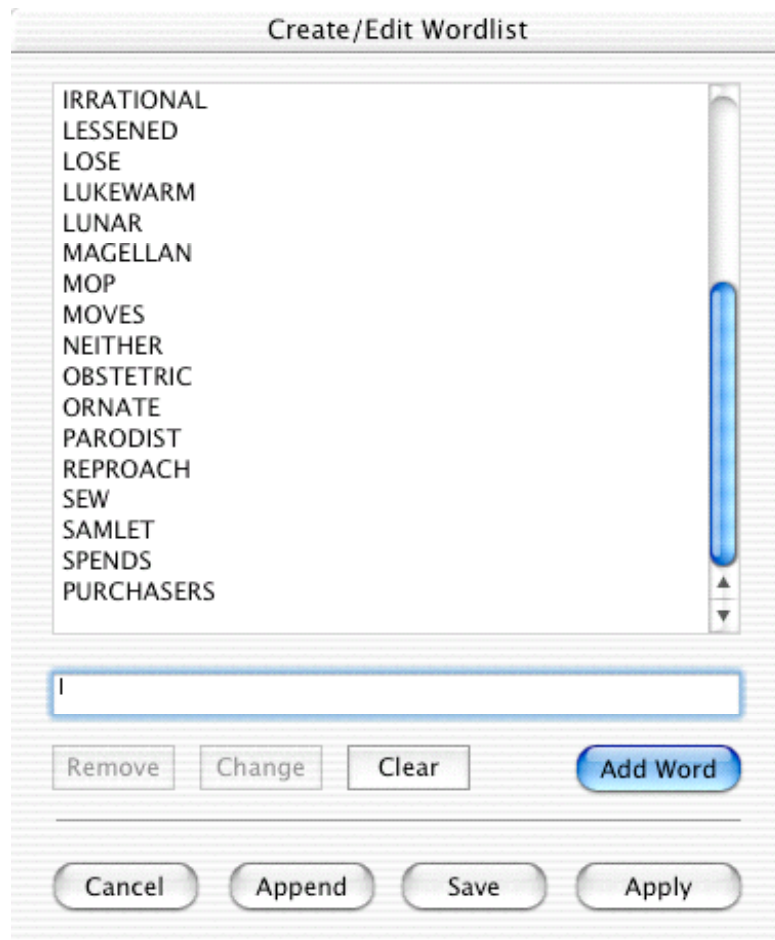 Create/Edit Wordlist
IRRATIONAL
LESSENED
LOSE
LUKEWARM
LUNAR
MAGELLAN
MOP
MOVES
NEITHER
OBSTETRIC
ORNATE
PARODIST
REPROACH
SEW
SAMLET
SPENDS
PURCHASERS
Remove Change Clear Add Word
Cancel Append Save Apply